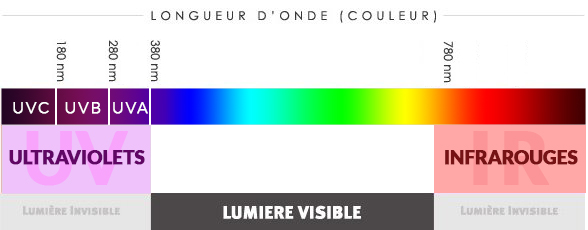 LONGUEUR D'ONDE (COULEUR)
180 nm
280 nm
380 nm
780 nm
UVC
UVB
UVA
UV
ULTRAVIOLETS
IR
INFRAROUGES
Lumière Invisible
LUMIERE VISIBLE
Lumière Invisible